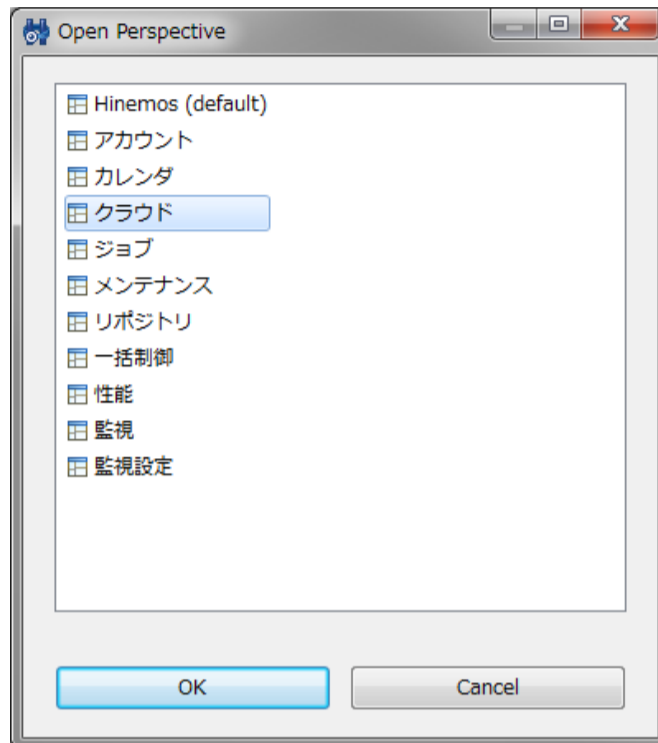 Open Perspective
Hinemos (default)
アカウント
カレンダ
クラウド
ジョブ
メンテナンス
リポジトリ
一括制御
性能
監視
監視設定
OK
Cancel